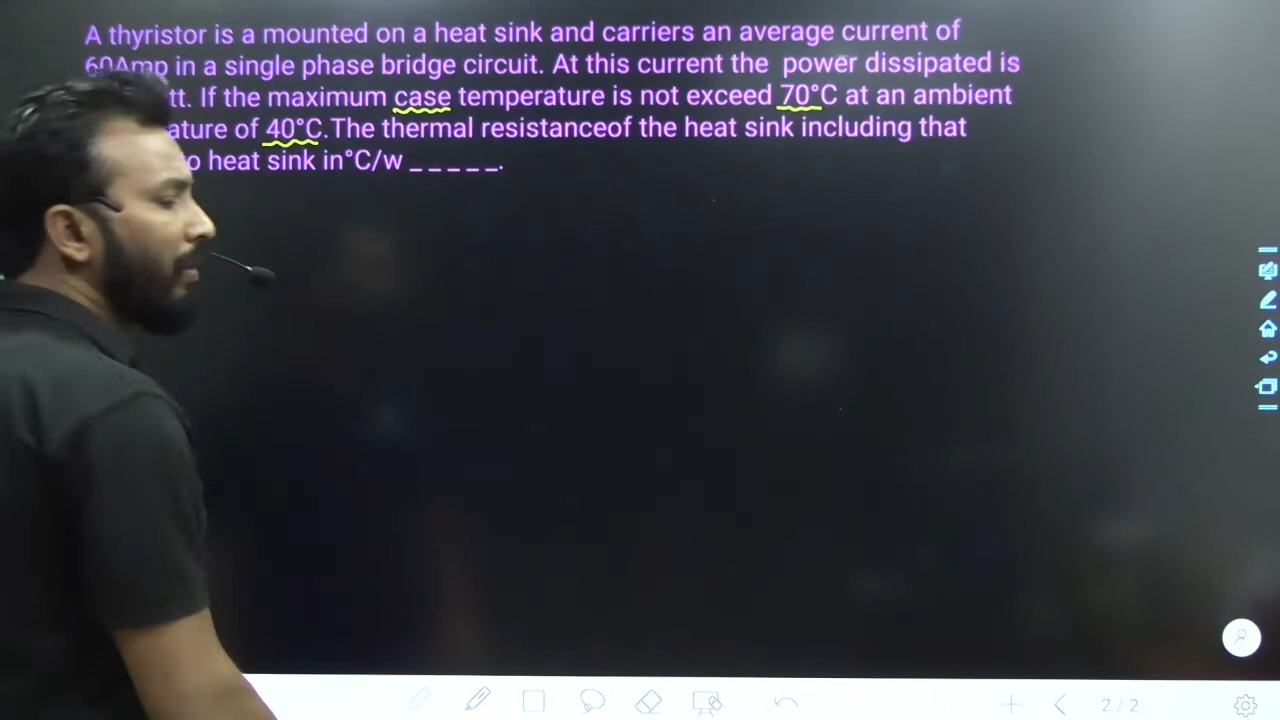 A thyristor is a mounted on a heat sink and carriers an average current of
60Amp in a single phase bridge circuit. At this current the power dissipated is
tt. If the maximum case temperature is not exceed 70°C at an ambient
ature of 40°C.The thermal resistanceof the heat sink including that
o heat sink in°C/w _ _ _ _ _.
2 / 2